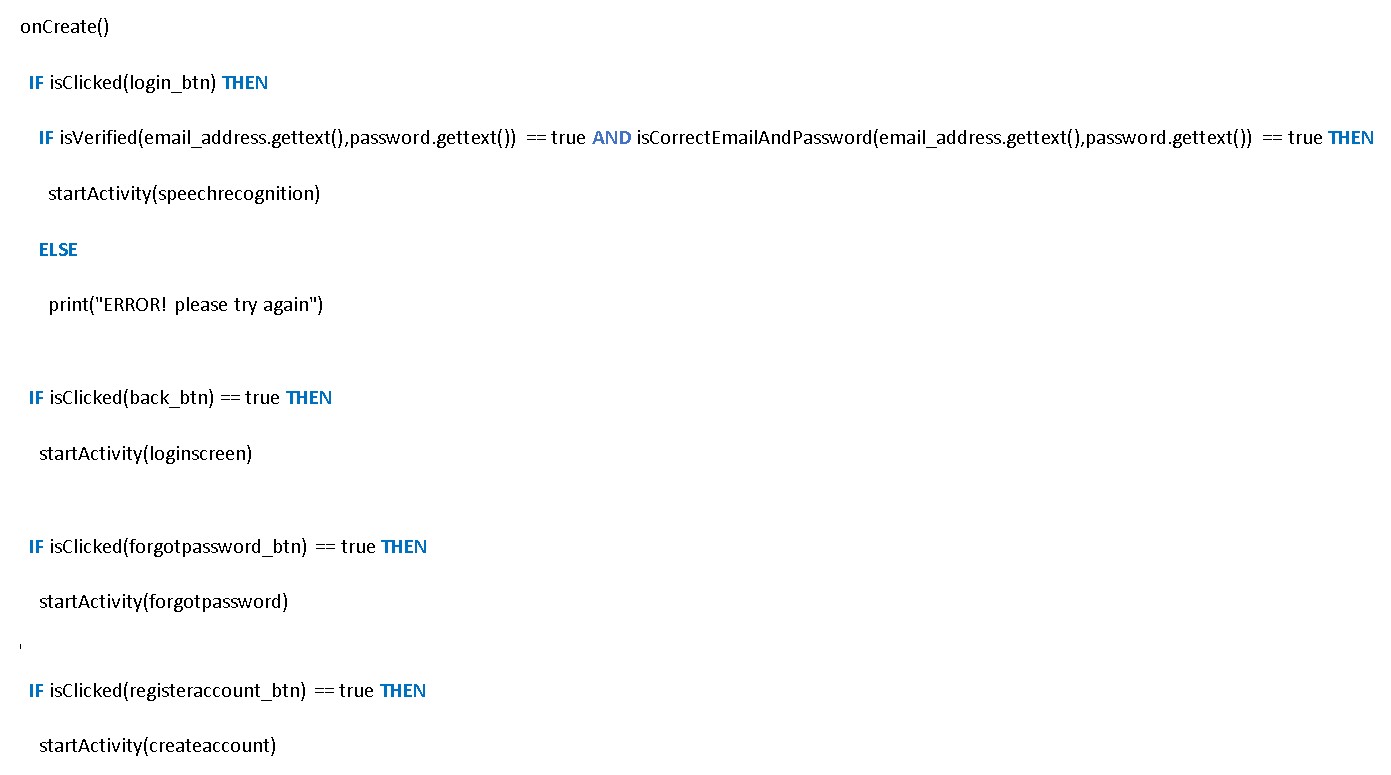 onCreate()
IF isClicked(login_btn) THEN
IF isVerified(email_address.gettext(),password.gettext()) == true AND isCorrectEmailAndPassword(email_address.gettext(),password.gettext()) == true THEN
startActivity(speechrecognition)
ELSE
print("ERROR! please try again")
IF isClicked(back_btn) == true THEN
startActivity(loginscreen)
IF isClicked(forgotpassword_btn) == true THEN
startActivity(forgotpassword)
IF isClicked(registeraccount_btn) == true THEN
startActivity(createaccount)